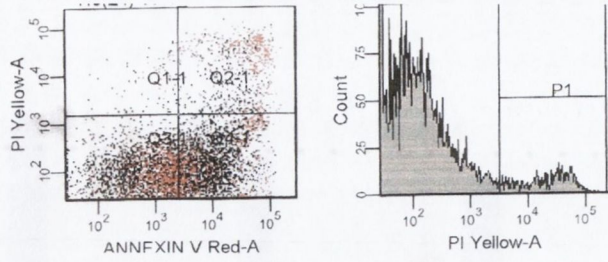 PI Yellow-A
10^5
10^4
10^3
10^2
Q1-1
Q2-1
Q3
10^2 10^3 10^4 10^5
ANNEXIN V Red-A
Count
75
50
25
0
P1
10^2 10^3 10^4 10^5
PI Yellow-A